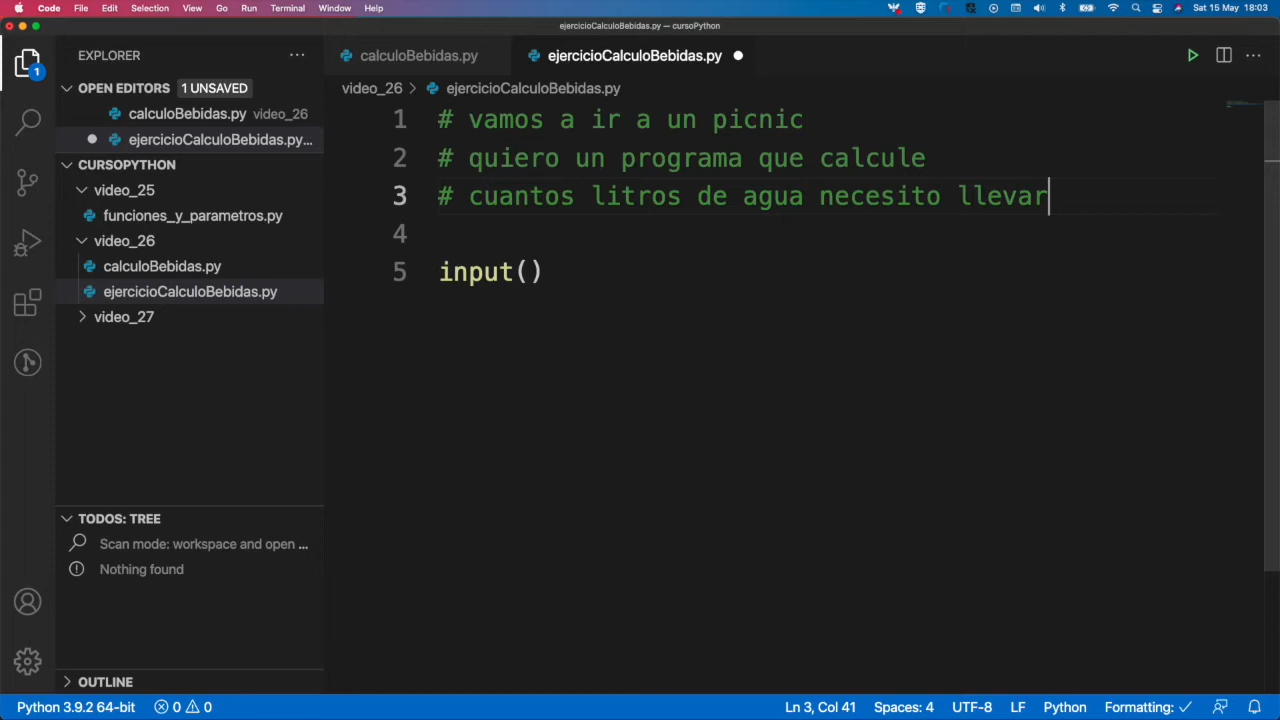 Code File Edit Selection View Go Run Terminal Window Help Sat 15 May 18:03
ejercicioCalculoBebidas.py — cursoPython
EXPLORER
calculoBebidas.py
ejercicioCalculoBebidas.py
1
OPEN EDITORS 1 UNSAVED
video_26 > ejercicioCalculoBebidas.py
calculoBebidas.py video_26
ejercicioCalculoBebidas.py...
CURSOPYTHON
video_25
funciones_y_parametros.py
video_26
calculoBebidas.py
ejercicioCalculoBebidas.py
video_27
1 # vamos a ir a un picnic
2 # quiero un programa que calcule
3 # cuantos litros de agua necesito llevar
4
5 input()
TODOS: TREE
Scan mode: workspace and open ...
Nothing found
OUTLINE
Python 3.9.2 64-bit 0 0 Ln 3, Col 41 Spaces: 4 UTF-8 LF Python Formatting: ✓